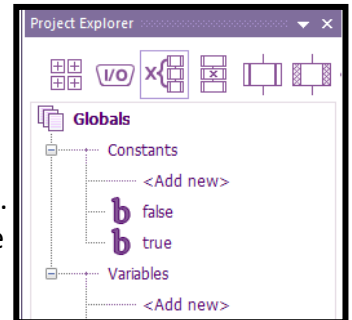 Project Explorer
I/O X{ x
Globals
Constants
<Add new>
b false
.
e
b true
Variables
<Add new>